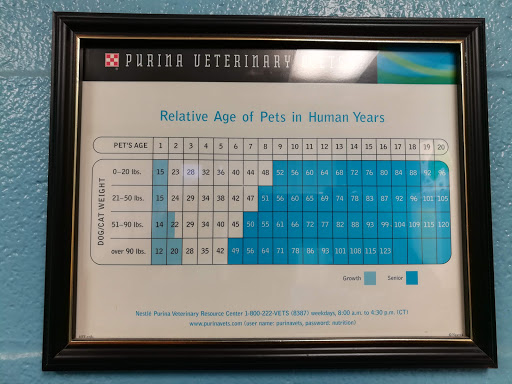 PURINA VETERINARY
Relative Age of Pets in Human Years
PET'S AGE 1 2 3 4 5 6 7 8 9 10 11 12 13 14 15 16 17 18 19 20
DOG/CAT WEIGHT
0–20 lbs. 15 23 28 32 36 40 44 48 52 56 60 64 68 72 76 80 84 88 92 96
21–50 lbs. 15 24 29 34 38 42 47 51 56 60 65 69 74 78 83 87 92 96 101 105
51–90 lbs. 14 22 29 34 40 45 50 55 61 66 72 77 82 88 93 99 104 109 115 120
over 90 lbs. 12 20 28 35 42 49 56 64 71 78 86 93 101 108 115 123
Growth Senior
Nestlé Purina Veterinary Resource Center 1-800-222-VETS (8387) weekdays, 8:00 a.m. to 4:30 p.m. (CT)
www.purinavets.com (user name: purinavets, password: nutrition)